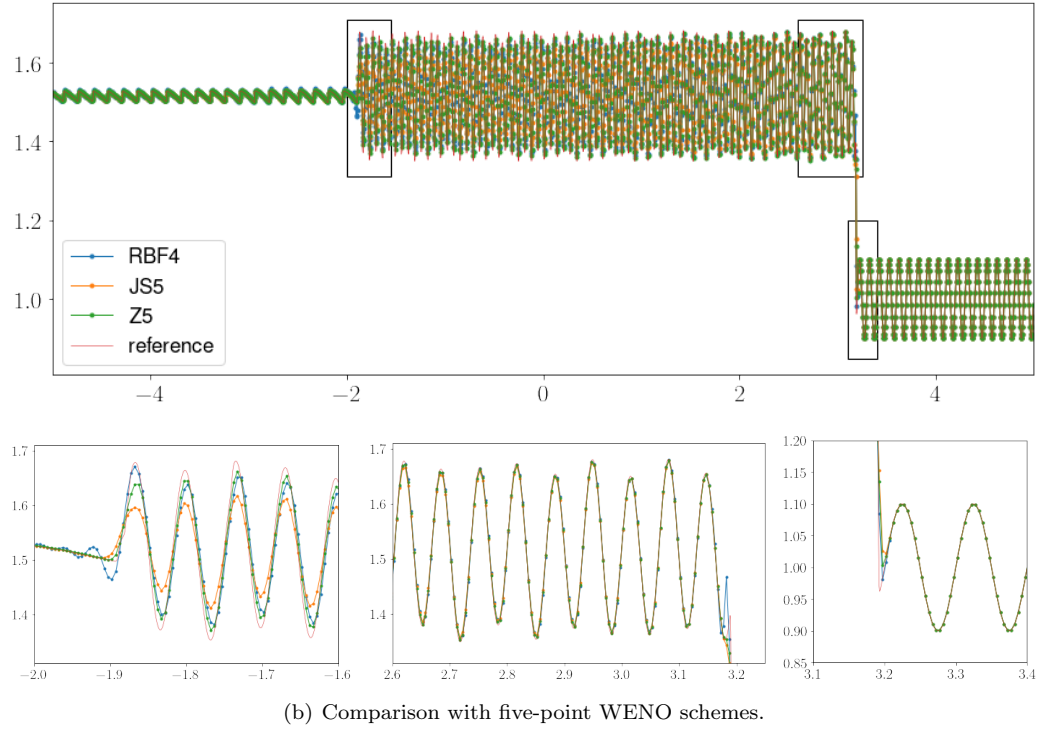 1.6
1.4
1.2
1.0
RBF4
JS5
Z5
reference
−4 −2 0 2 4
1.7
1.6
1.5
1.4
−2.0 −1.9 −1.8 −1.7 −1.6
1.7
1.6
1.5
1.4
2.6 2.7 2.8 2.9 3.0 3.1 3.2
1.20
1.15
1.10
1.05
1.00
0.95
0.90
0.85
3.1 3.2 3.3 3.4
(b) Comparison with five-point WENO schemes.